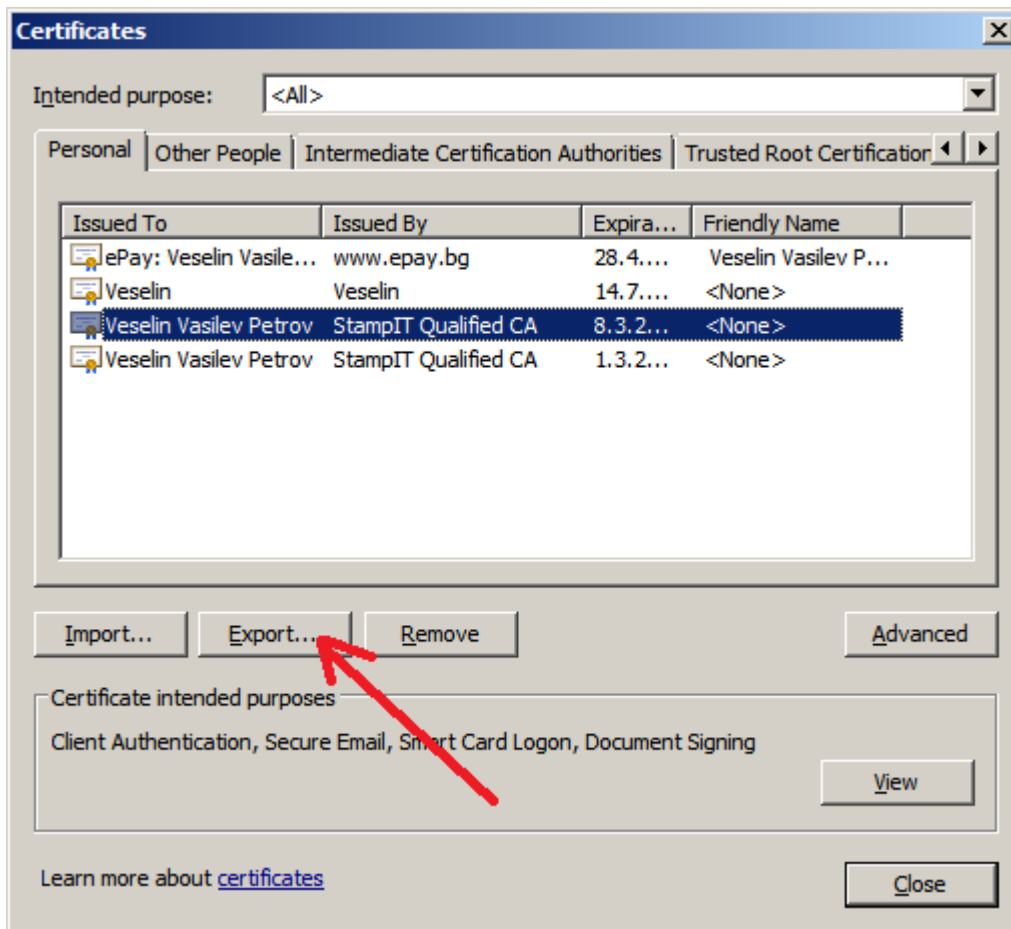 Certificates
Intended purpose: <All>
Personal Other People Intermediate Certification Authorities Trusted Root Certification
Issued To Issued By Expira... Friendly Name
ePay: Veselin Vasile... www.epay.bg 28.4.... Veselin Vasilev P...
Veselin Veselin 14.7.... <None>
Veselin Vasilev Petrov StampIT Qualified CA 8.3.2... <None>
Veselin Vasilev Petrov StampIT Qualified CA 1.3.2... <None>
Import... Export... Remove Advanced
Certificate intended purposes
Client Authentication, Secure Email, Smart Card Logon, Document Signing
View
Learn more about certificates
Close